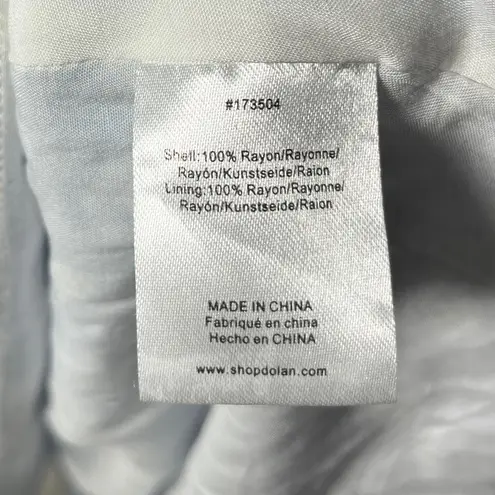 #173504
Shell:100% Rayon/Rayonne/
Rayón/Kunstseide/Raion
Lining:100% Rayon/Rayonne/
Rayón/Kunstseide/Raion
MADE IN CHINA
Fabriqué en china
Hecho en CHINA
www.shopdolan.com